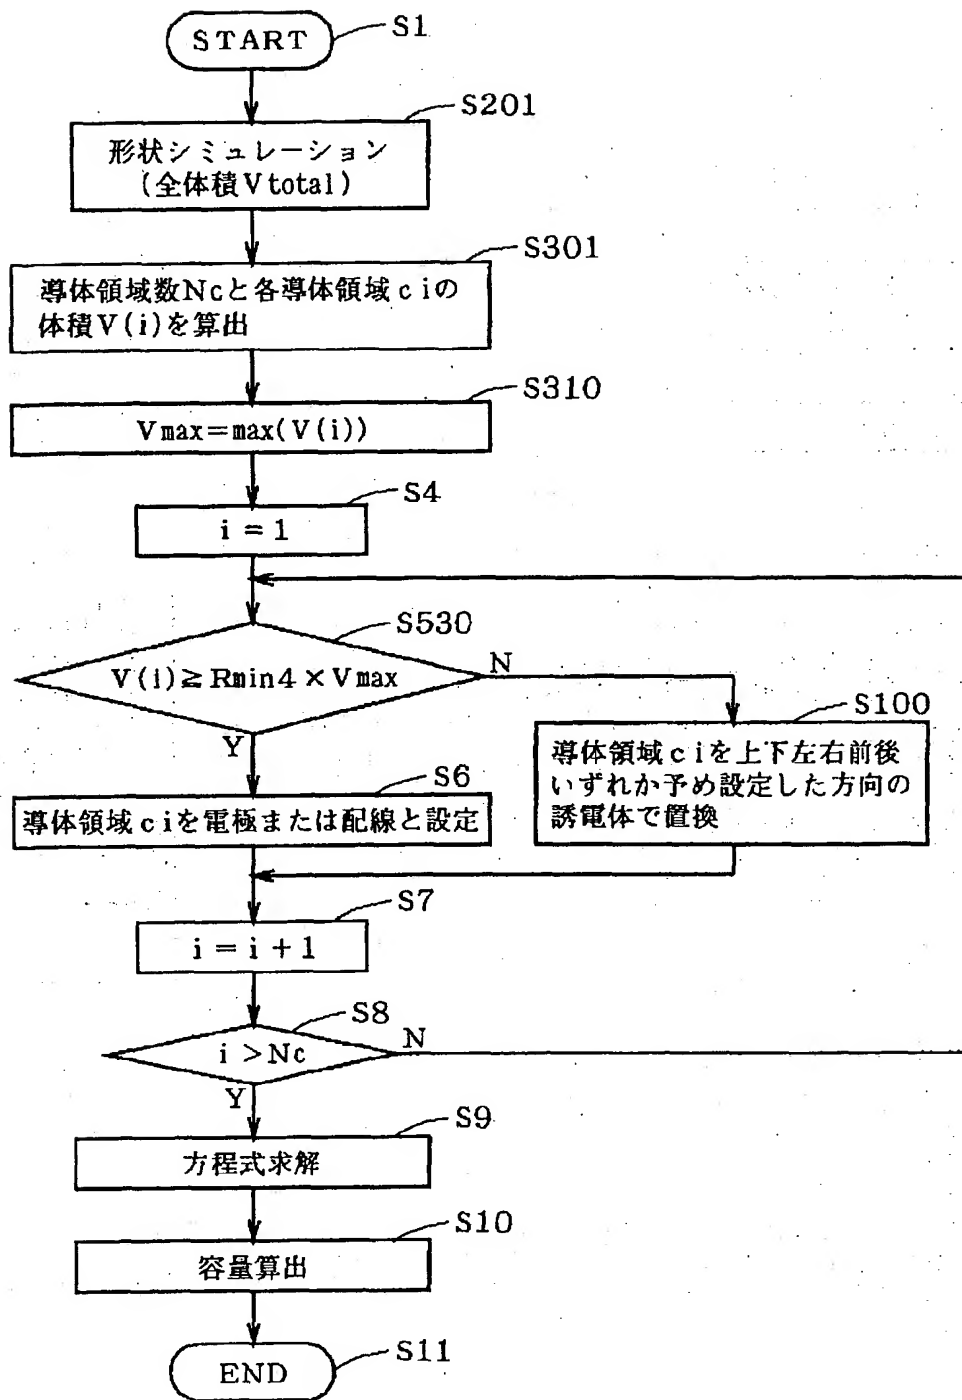 START
S1
S201
形状シミュレーション
(全体積Vtotal)
S301
導体領域数Ncと各導体領域ciの
体積V(i)を算出
S310
Vmax=max(V(i))
S4
i=1
S530
V(i)≧Rmin4×Vmax
N
Y
S100
導体領域ciを上下左右前後
いずれか予め設定した方向の
誘電体で置換
S6
導体領域ciを電極または配線と設定
S7
i=i+1
S8
i>Nc
N
Y
S9
方程式求解
S10
容量算出
END
S11